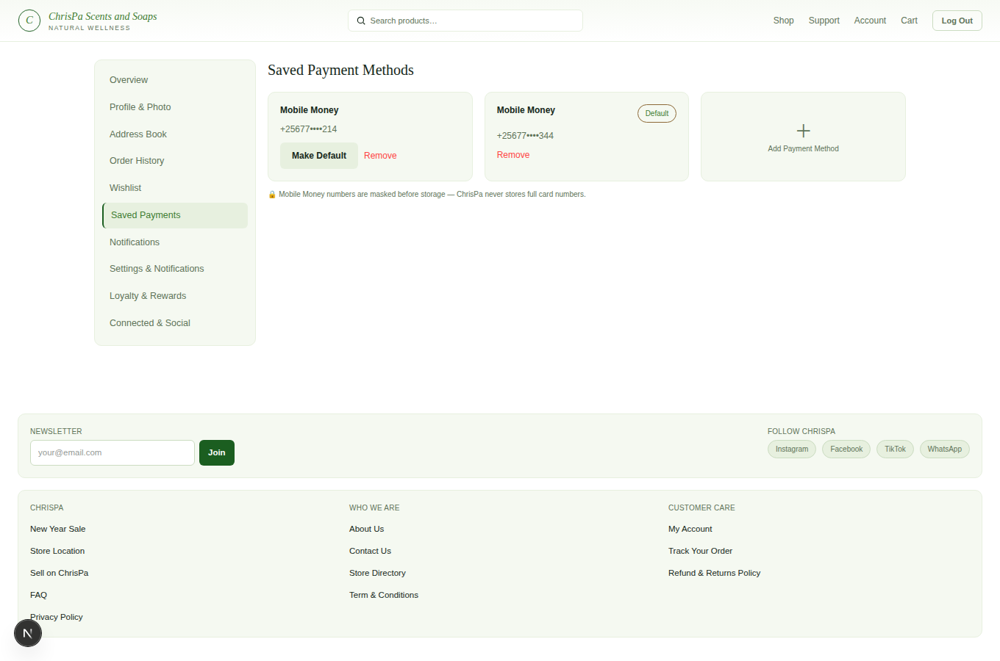 C
ChrisPa Scents and Soaps
NATURAL WELLNESS
Search products…
Shop
Support
Account
Cart
Log Out
Overview
Profile & Photo
Address Book
Order History
Wishlist
Saved Payments
Notifications
Settings & Notifications
Loyalty & Rewards
Connected & Social
Saved Payment Methods
Mobile Money
+25677••••214
Make Default
Remove
Mobile Money
Default
+25677••••344
Remove
Add Payment Method
🔒 Mobile Money numbers are masked before storage — ChrisPa never stores full card numbers.
NEWSLETTER
your@email.com
Join
FOLLOW CHRISPA
Instagram
Facebook
TikTok
WhatsApp
CHRISPA
New Year Sale
Store Location
Sell on ChrisPa
FAQ
Privacy Policy
WHO WE ARE
About Us
Contact Us
Store Directory
Term & Conditions
CUSTOMER CARE
My Account
Track Your Order
Refund & Returns Policy
N